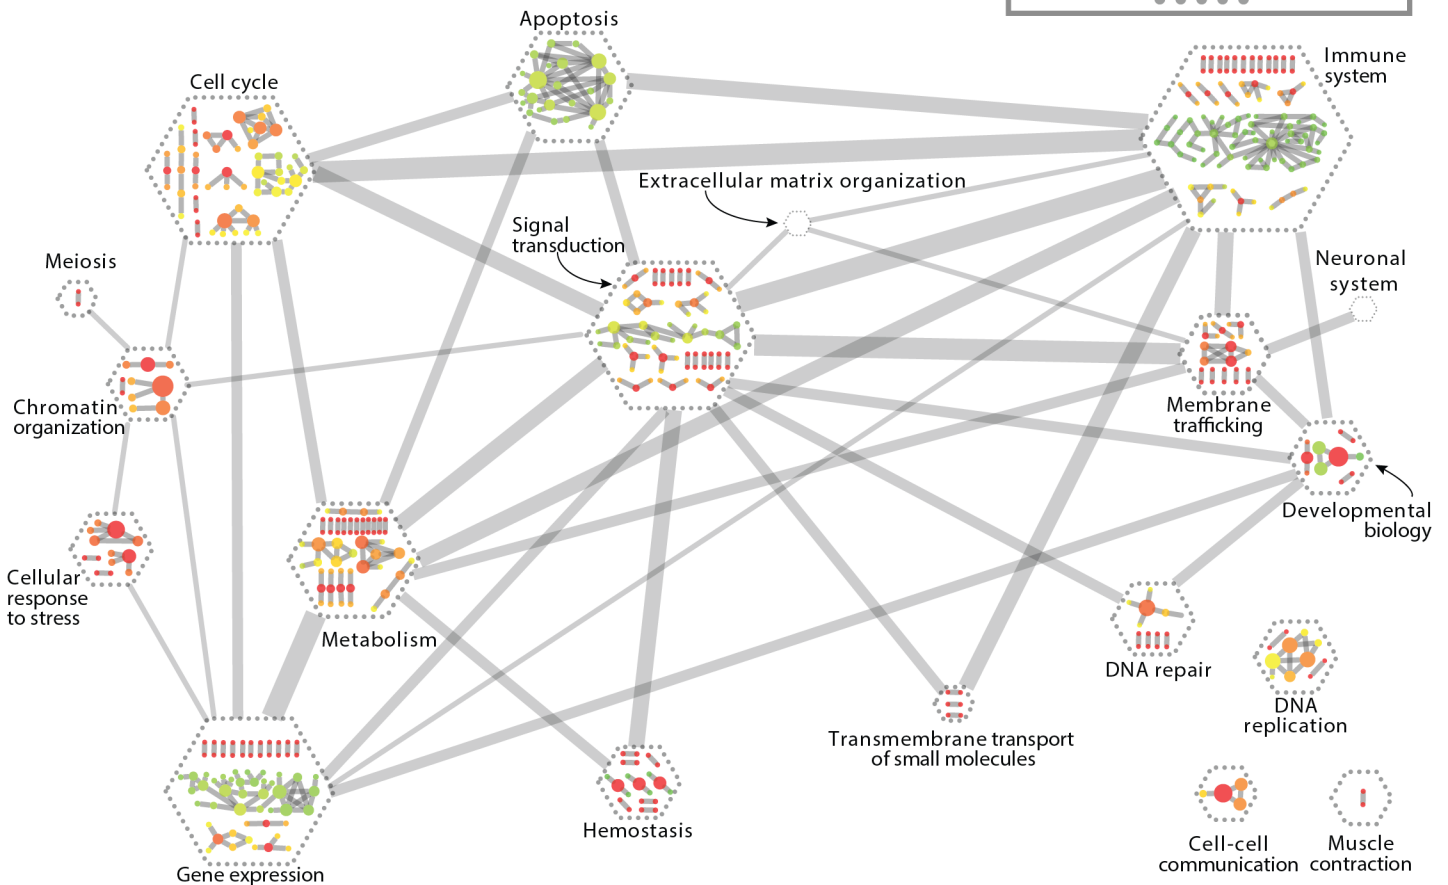 Apoptosis
Cell cycle
Immune
system
Extracellular matrix organization
Signal
transduction
Meiosis
Neuronal
system
Chromatin
organization
Membrane
trafficking
Developmental
biology
Cellular
response
to stress
Metabolism
DNA repair
DNA
replication
Transmembrane transport
of small molecules
Hemostasis
Gene expression
Cell-cell
communication
Muscle
contraction